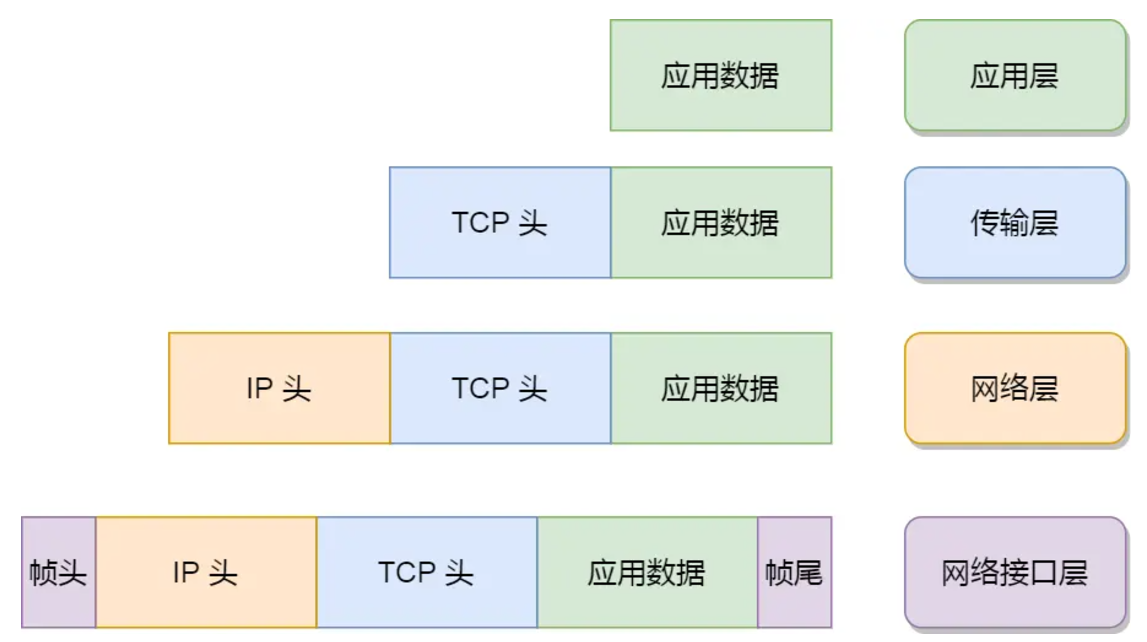 应用数据 应用层
TCP 头 应用数据 传输层
IP 头 TCP 头 应用数据 网络层
帧头 IP 头 TCP 头 应用数据 帧尾 网络接口层